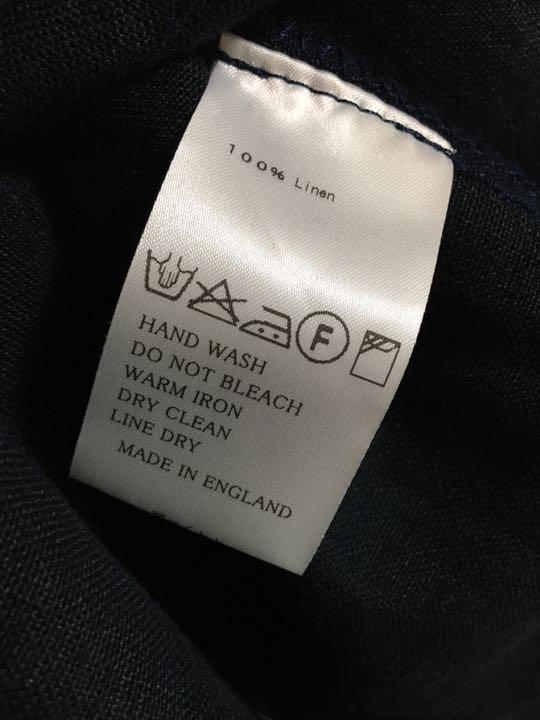 100% Linen
F
HAND WASH
DO NOT BLEACH
WARM IRON
DRY CLEAN
LINE DRY
MADE IN ENGLAND